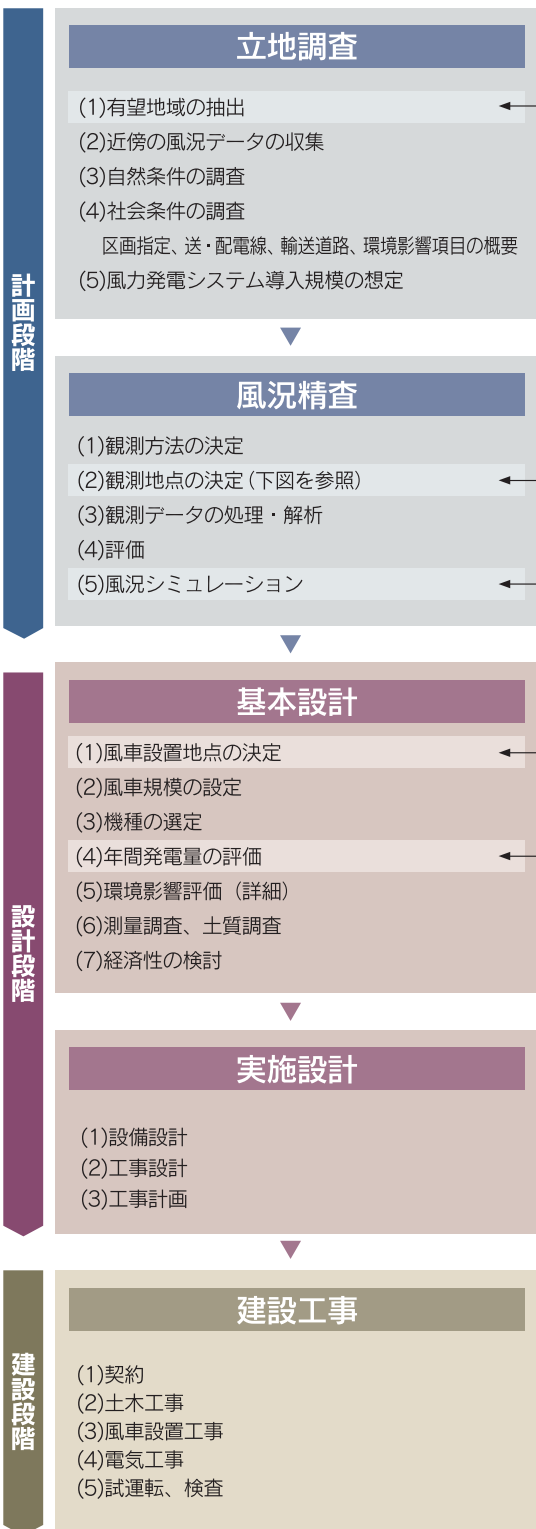 計画段階
立地調査
(1)有望地域の抽出
(2)近傍の風況データの収集
(3)自然条件の調査
(4)社会条件の調査
区画指定、送・配電線、輸送道路、環境影響項目の概要
(5)風力発電システム導入規模の想定
風況精査
(1)観測方法の決定
(2)観測地点の決定(下図を参照)
(3)観測データの処理・解析
(4)評価
(5)風況シミュレーション
設計段階
基本設計
(1)風車設置地点の決定
(2)風車規模の設定
(3)機種の選定
(4)年間発電量の評価
(5)環境影響評価(詳細)
(6)測量調査、土質調査
(7)経済性の検討
実施設計
(1)設備設計
(2)工事設計
(3)工事計画
建設段階
建設工事
(1)契約
(2)土木工事
(3)風車設置工事
(4)電気工事
(5)試運転、検査